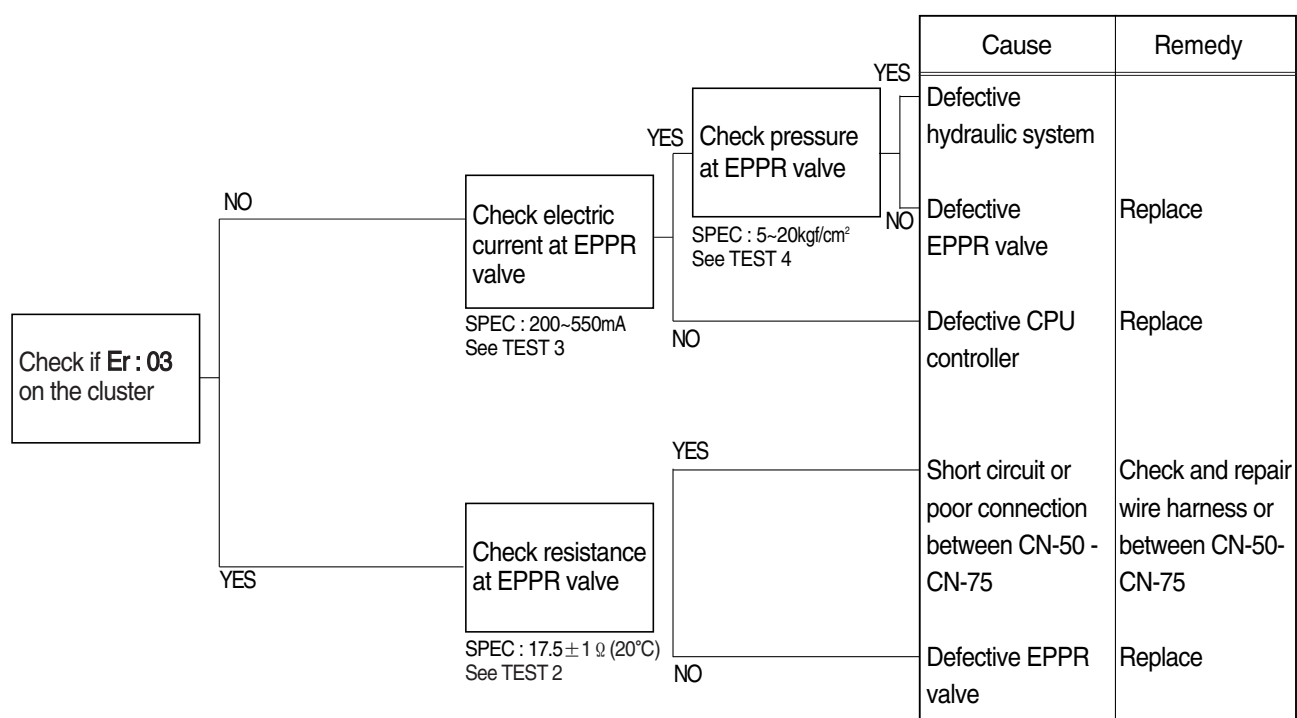 Cause
Remedy
YES
Defective
hydraulic system
YES
Check pressure
at EPPR valve
NO
Check electric
current at EPPR
valve
NO
Defective
EPPR valve
Replace
SPEC : 5~20kgf/cm²
See TEST 4
SPEC : 200~550mA
See TEST 3
NO
Defective CPU
controller
Replace
Check if Er : 03
on the cluster
YES
Short circuit or
poor connection
between CN-50 -
CN-75
Check and repair
wire harness or
between CN-50-
CN-75
Check resistance
at EPPR valve
YES
SPEC : 17.5±1 Ω (20°C)
See TEST 2
NO
Defective EPPR
valve
Replace